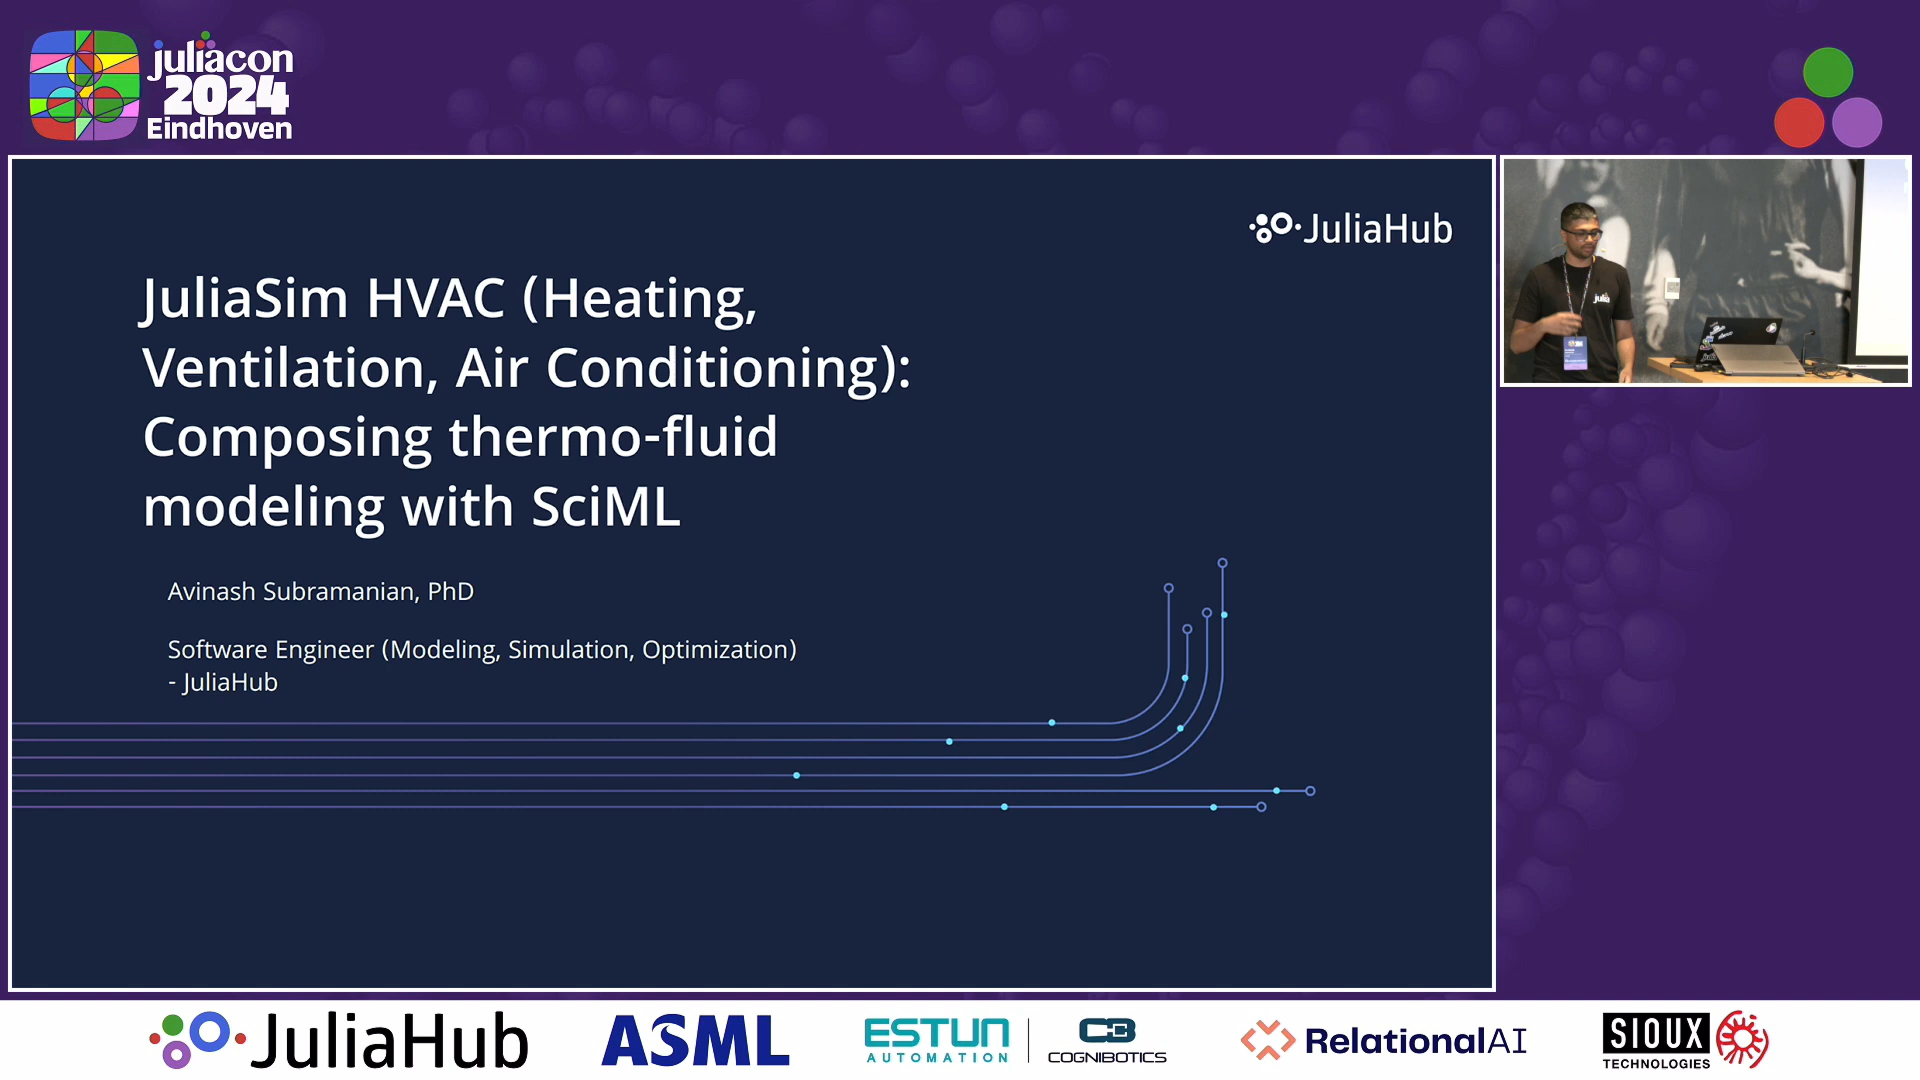 juliacon
2024
Eindhoven
JuliaHub
JuliaSim HVAC (Heating,
Ventilation, Air Conditioning):
Composing thermo-fluid
modeling with SciML
Avinash Subramanian, PhD
Software Engineer (Modeling, Simulation, Optimization)
- JuliaHub
julia
JuliaHub
ASML
ESTUN
AUTOMATION
COGNIBOTICS
RelationalAI
SIOUX
TECHNOLOGIES